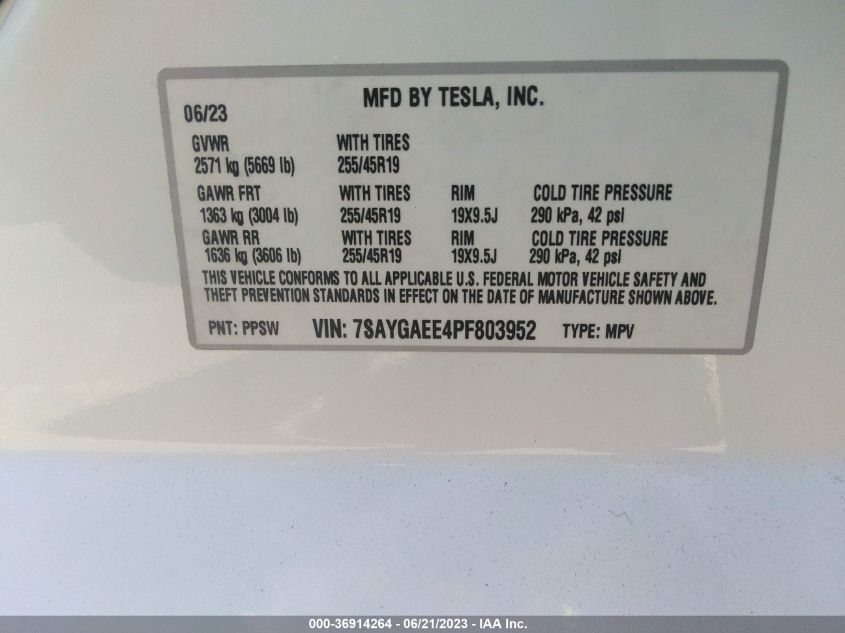 MFD BY TESLA, INC.
06/23
GVWR WITH TIRES
2571 kg (5669 lb) 255/45R19
GAWR FRT WITH TIRES RIM COLD TIRE PRESSURE
1363 kg (3004 lb) 255/45R19 19X9.5J 290 kPa, 42 psi
GAWR RR WITH TIRES RIM COLD TIRE PRESSURE
1636 kg (3606 lb) 255/45R19 19X9.5J 290 kPa, 42 psi
THIS VEHICLE CONFORMS TO ALL APPLICABLE U.S. FEDERAL MOTOR VEHICLE SAFETY AND
THEFT PREVENTION STANDARDS IN EFFECT ON THE DATE OF MANUFACTURE SHOWN ABOVE.
PNT: PPSW VIN: 7SAYGAEE4PF803952 TYPE: MPV
000-36914264 - 06/21/2023 - IAA Inc.